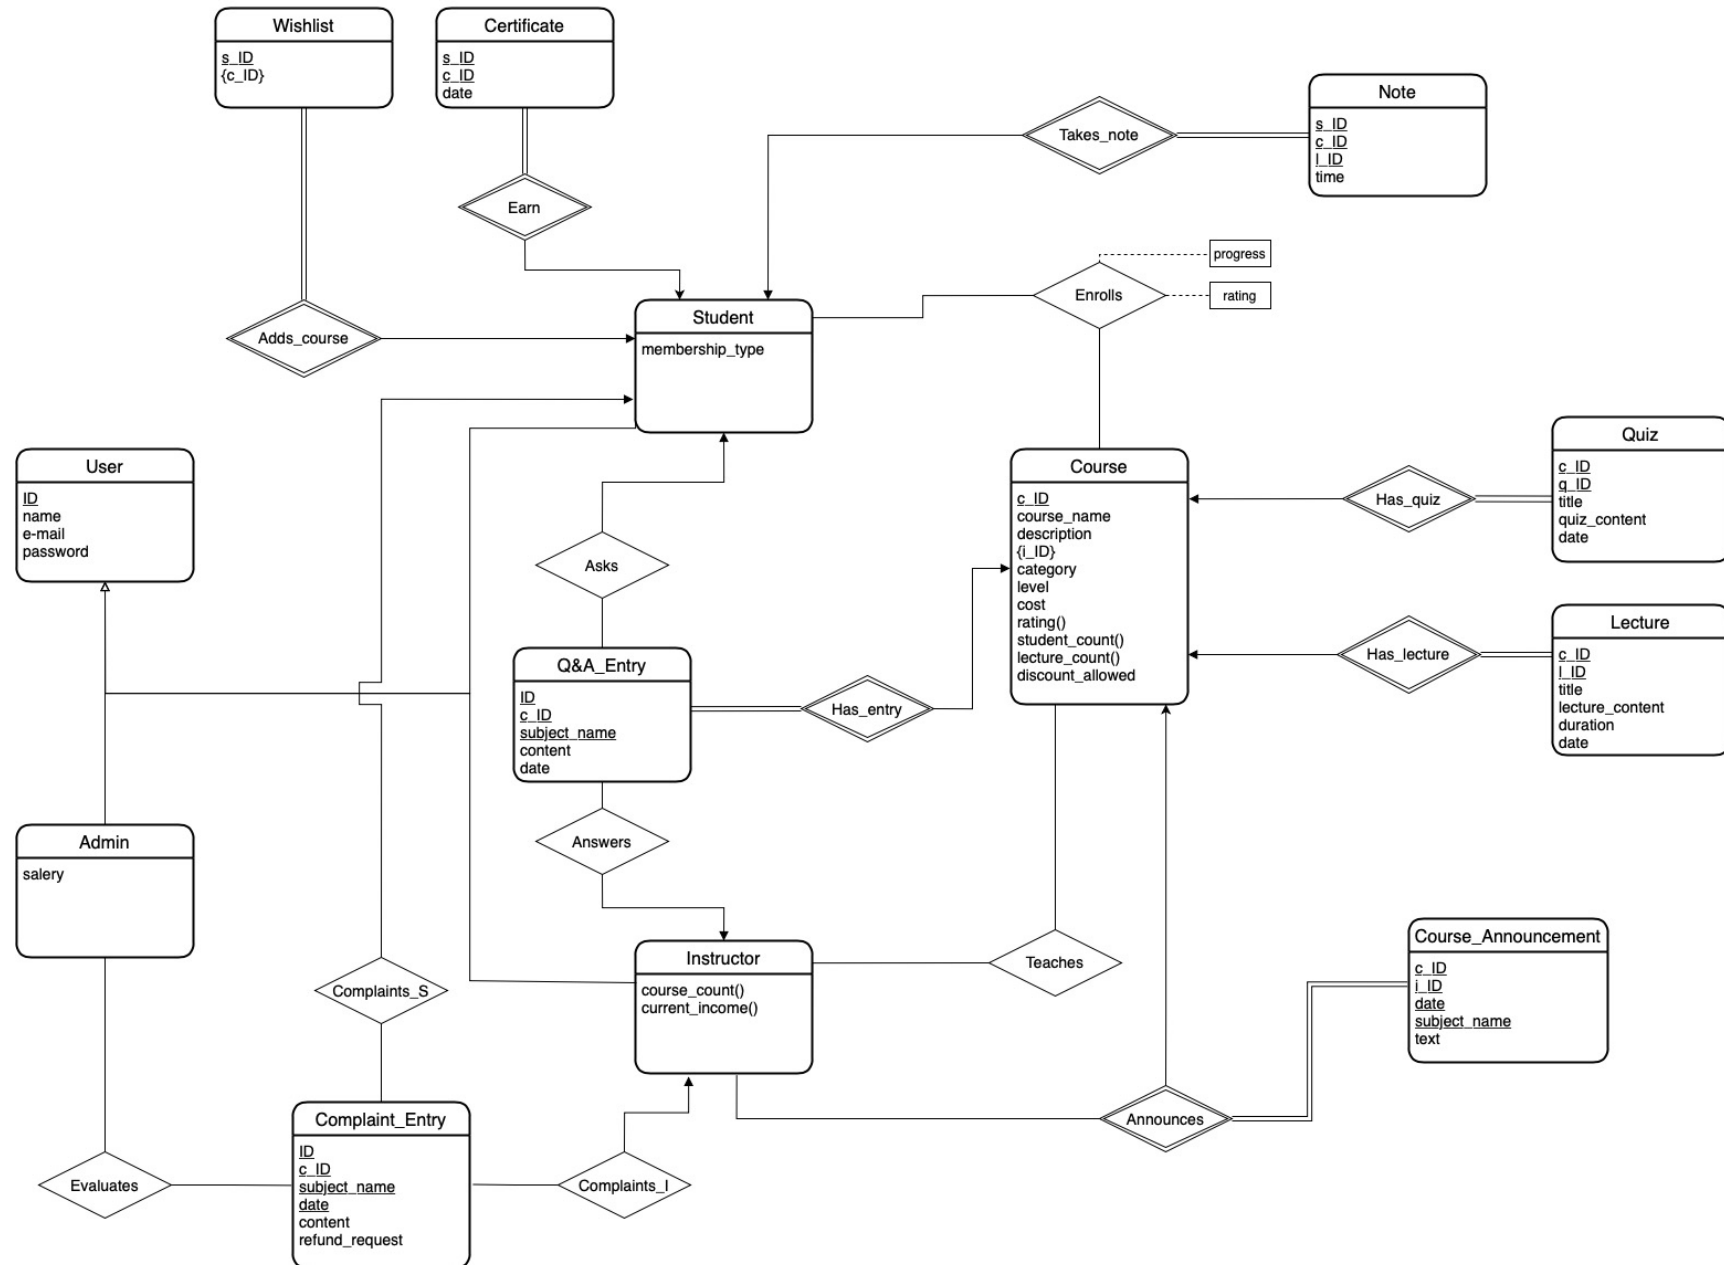 Wishlist
s_ID
{c_ID}
Certificate
s_ID
c_ID
date
Note
s_ID
c_ID
l_ID
time
Takes_note
Earn
progress
Enrolls
rating
Adds_course
Student
membership_type
User
ID
name
e-mail
password
Course
c_ID
course_name
description
{i_ID}
category
level
cost
rating()
student_count()
lecture_count()
discount_allowed
Has_quiz
Quiz
c_ID
q_ID
title
quiz_content
date
Asks
Has_lecture
Lecture
c_ID
l_ID
title
lecture_content
duration
date
Q&A_Entry
ID
c_ID
subject_name
content
date
Has_entry
Answers
Admin
salery
Instructor
course_count()
current_income()
Teaches
Course_Announcement
c_ID
i_ID
date
subject_name
text
Complaints_S
Announces
Complaint_Entry
ID
c_ID
subject_name
date
content
refund_request
Evaluates
Complaints_I